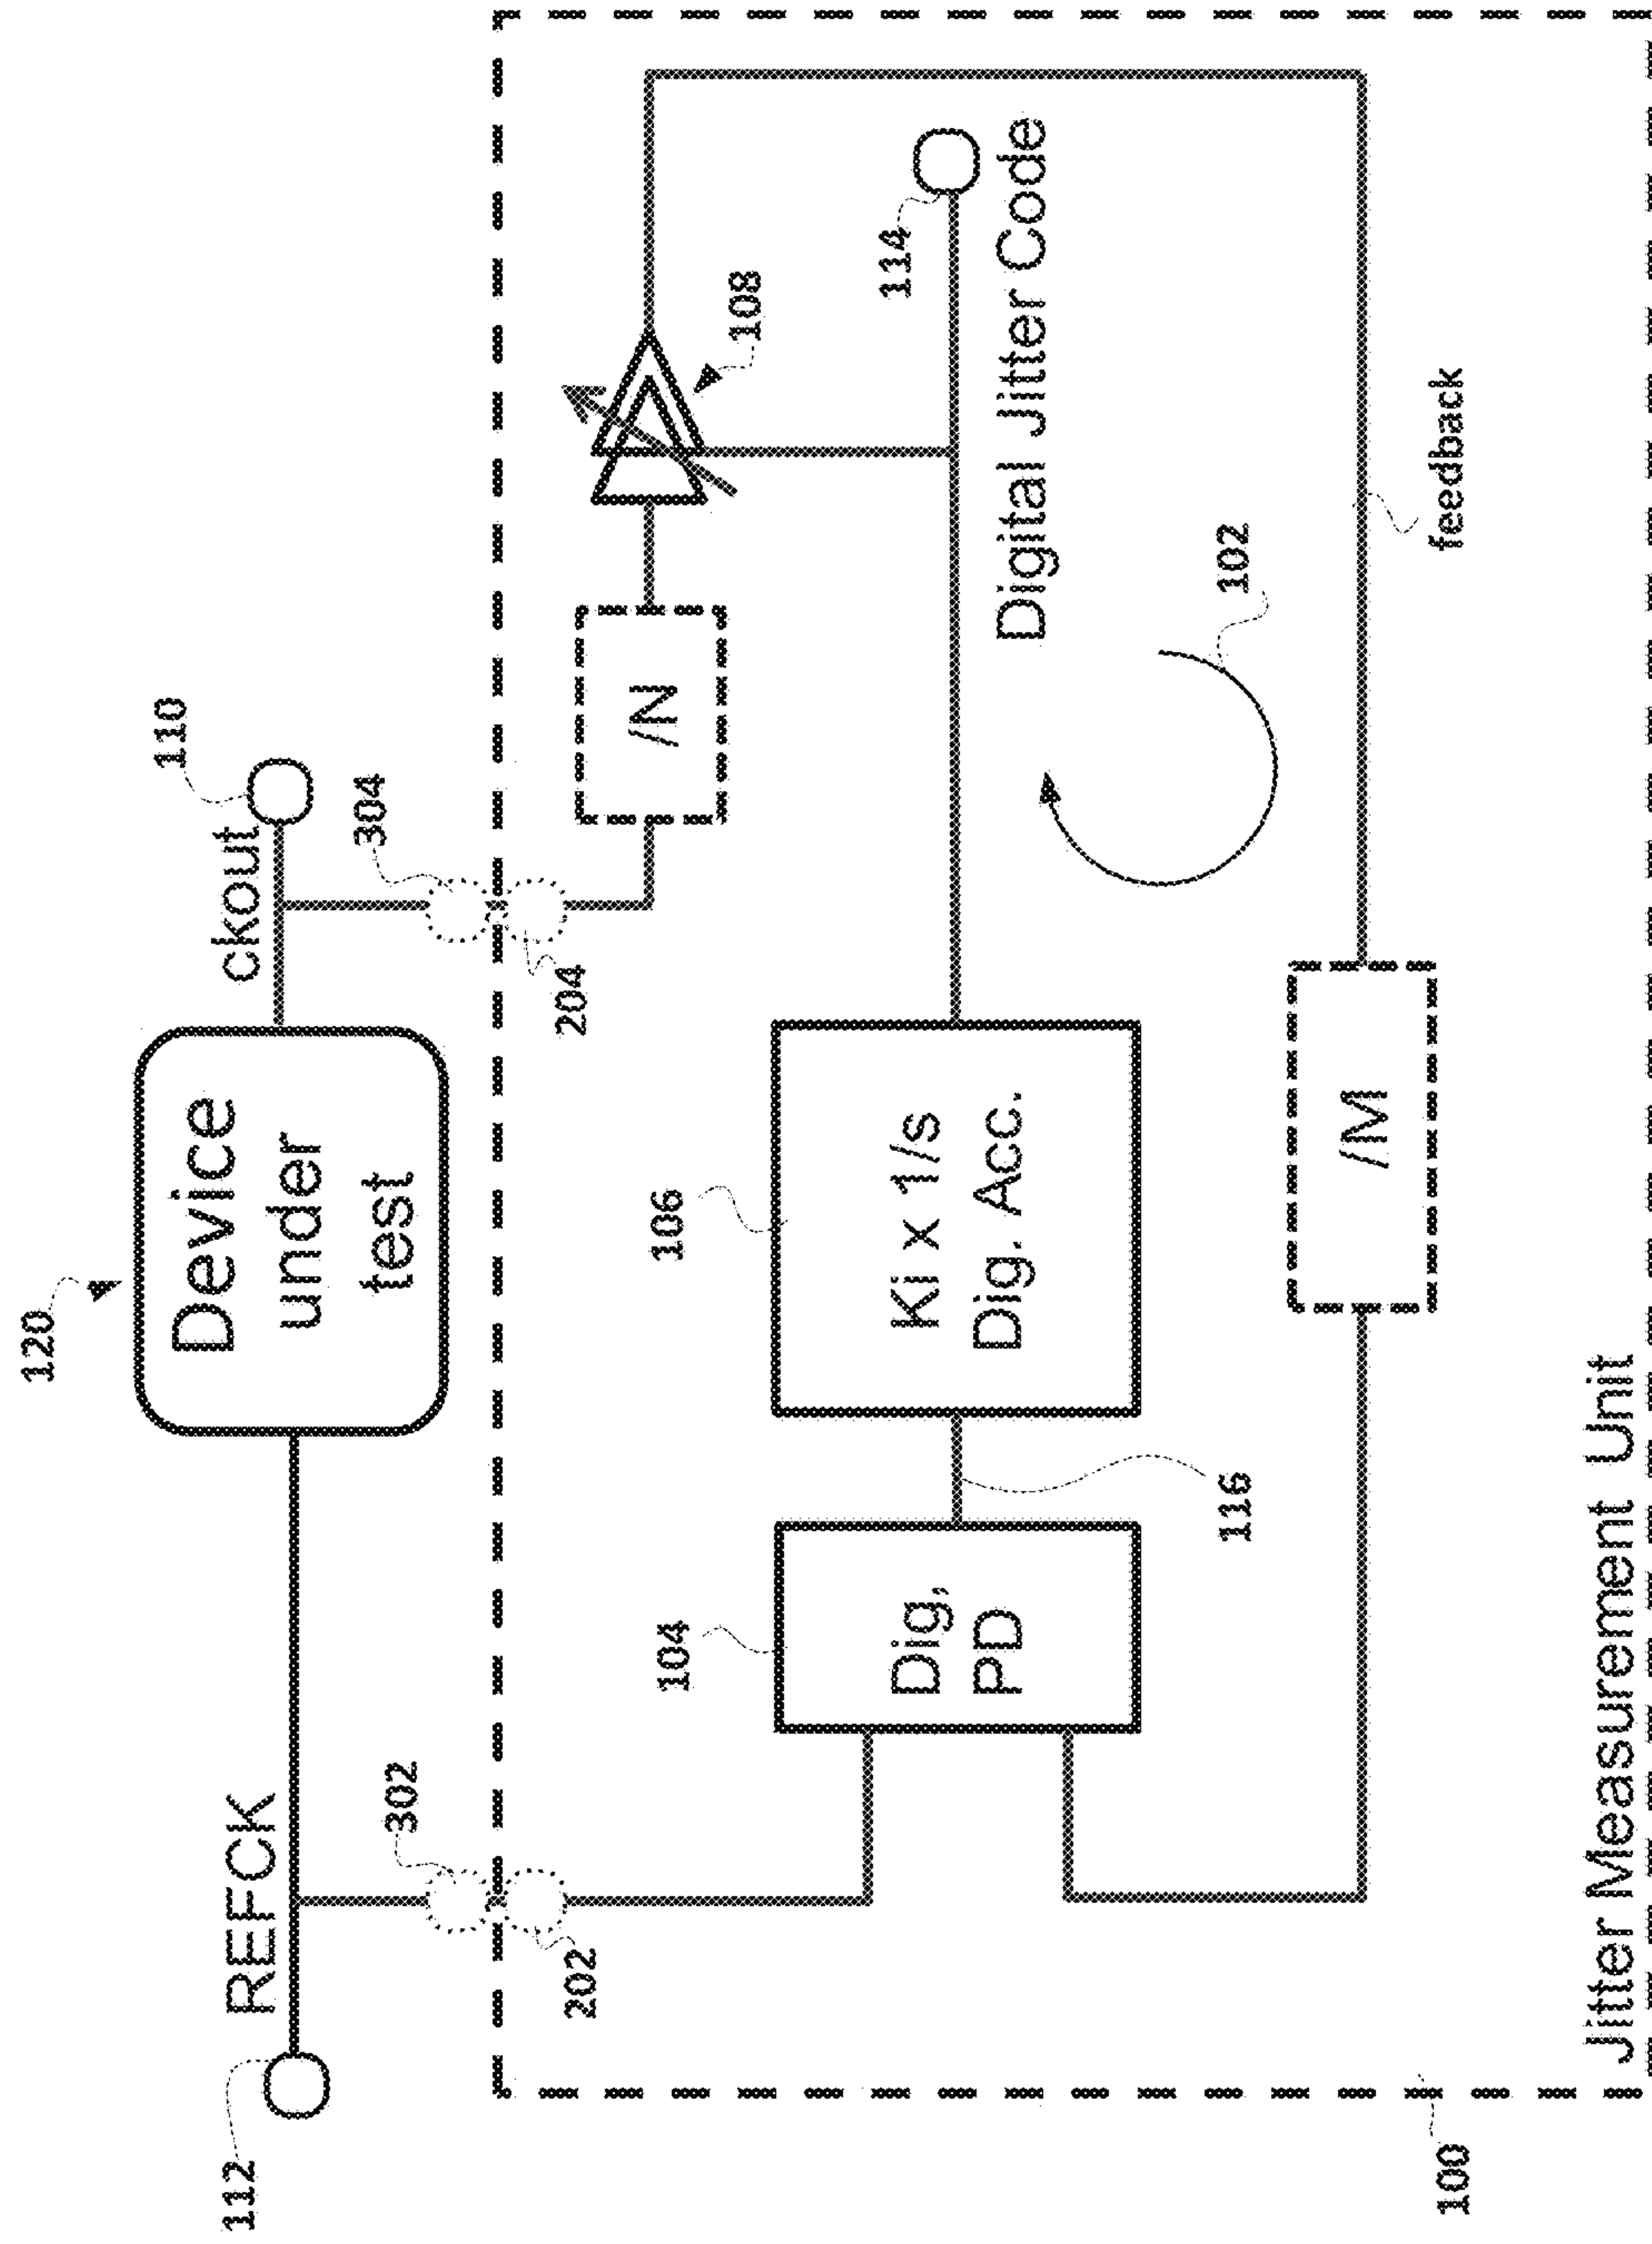 120
112
REFCK
Device
under
test
ckout
110
302
304
202
204
/N
108
104
Dig,
PD
106
Ki x 1/s
Dig. Acc.
114
Digital Jitter Code
116
102
/M
feedback
100
Jitter Measurement Unit